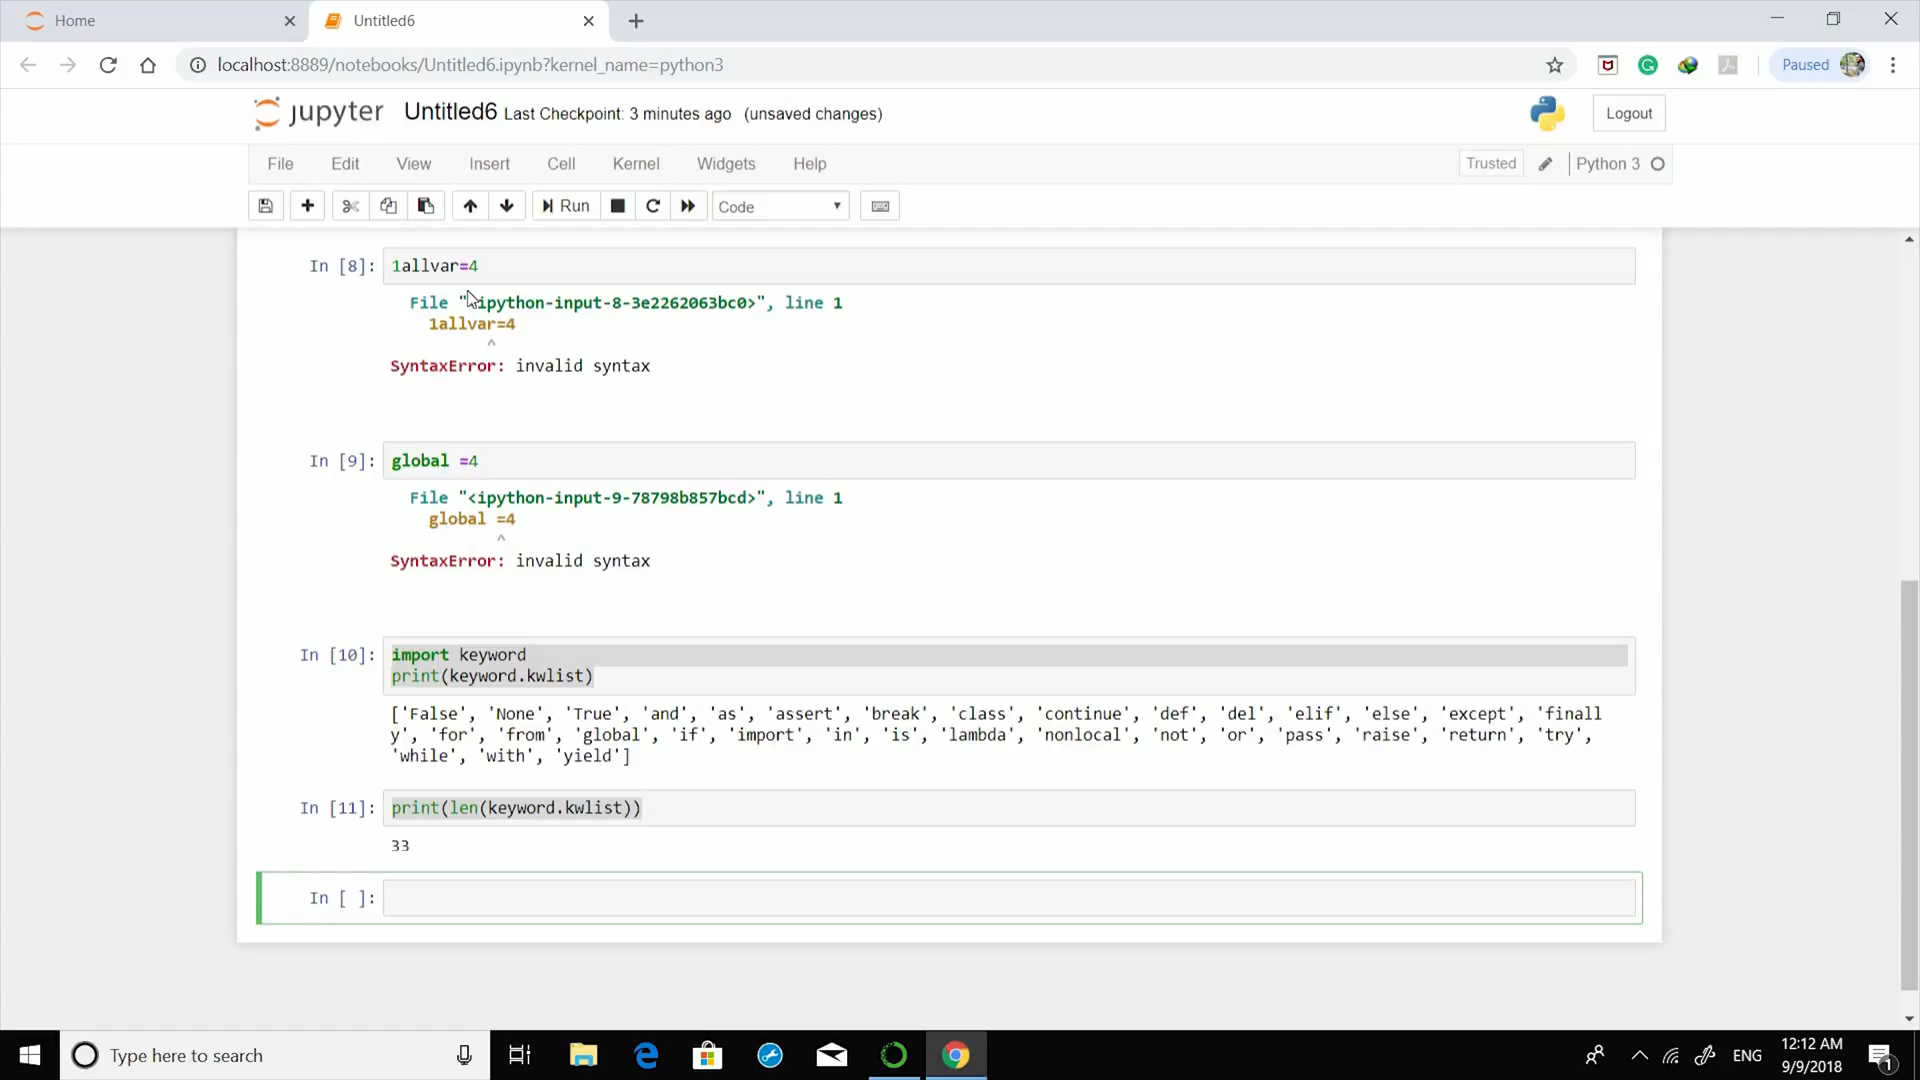 Home
Untitled6
localhost:8889/notebooks/Untitled6.ipynb?kernel_name=python3
Paused
jupyter Untitled6 Last Checkpoint: 3 minutes ago (unsaved changes)
Logout
File Edit View Insert Cell Kernel Widgets Help
Trusted
Python 3
Run
Code
In [8]: 1allvar=4
File "<ipython-input-8-3e2262063bc0>", line 1
1allvar=4
^
SyntaxError: invalid syntax
In [9]: global =4
File "<ipython-input-9-78798b857bcd>", line 1
global =4
^
SyntaxError: invalid syntax
In [10]: import keyword
print(keyword.kwlist)
['False', 'None', 'True', 'and', 'as', 'assert', 'break', 'class', 'continue', 'def', 'del', 'elif', 'else', 'except', 'finall
y', 'for', 'from', 'global', 'if', 'import', 'in', 'is', 'lambda', 'nonlocal', 'not', 'or', 'pass', 'raise', 'return', 'try',
'while', 'with', 'yield']
In [11]: print(len(keyword.kwlist))
33
In [ ]:
Type here to search
ENG
12:12 AM
9/9/2018
1